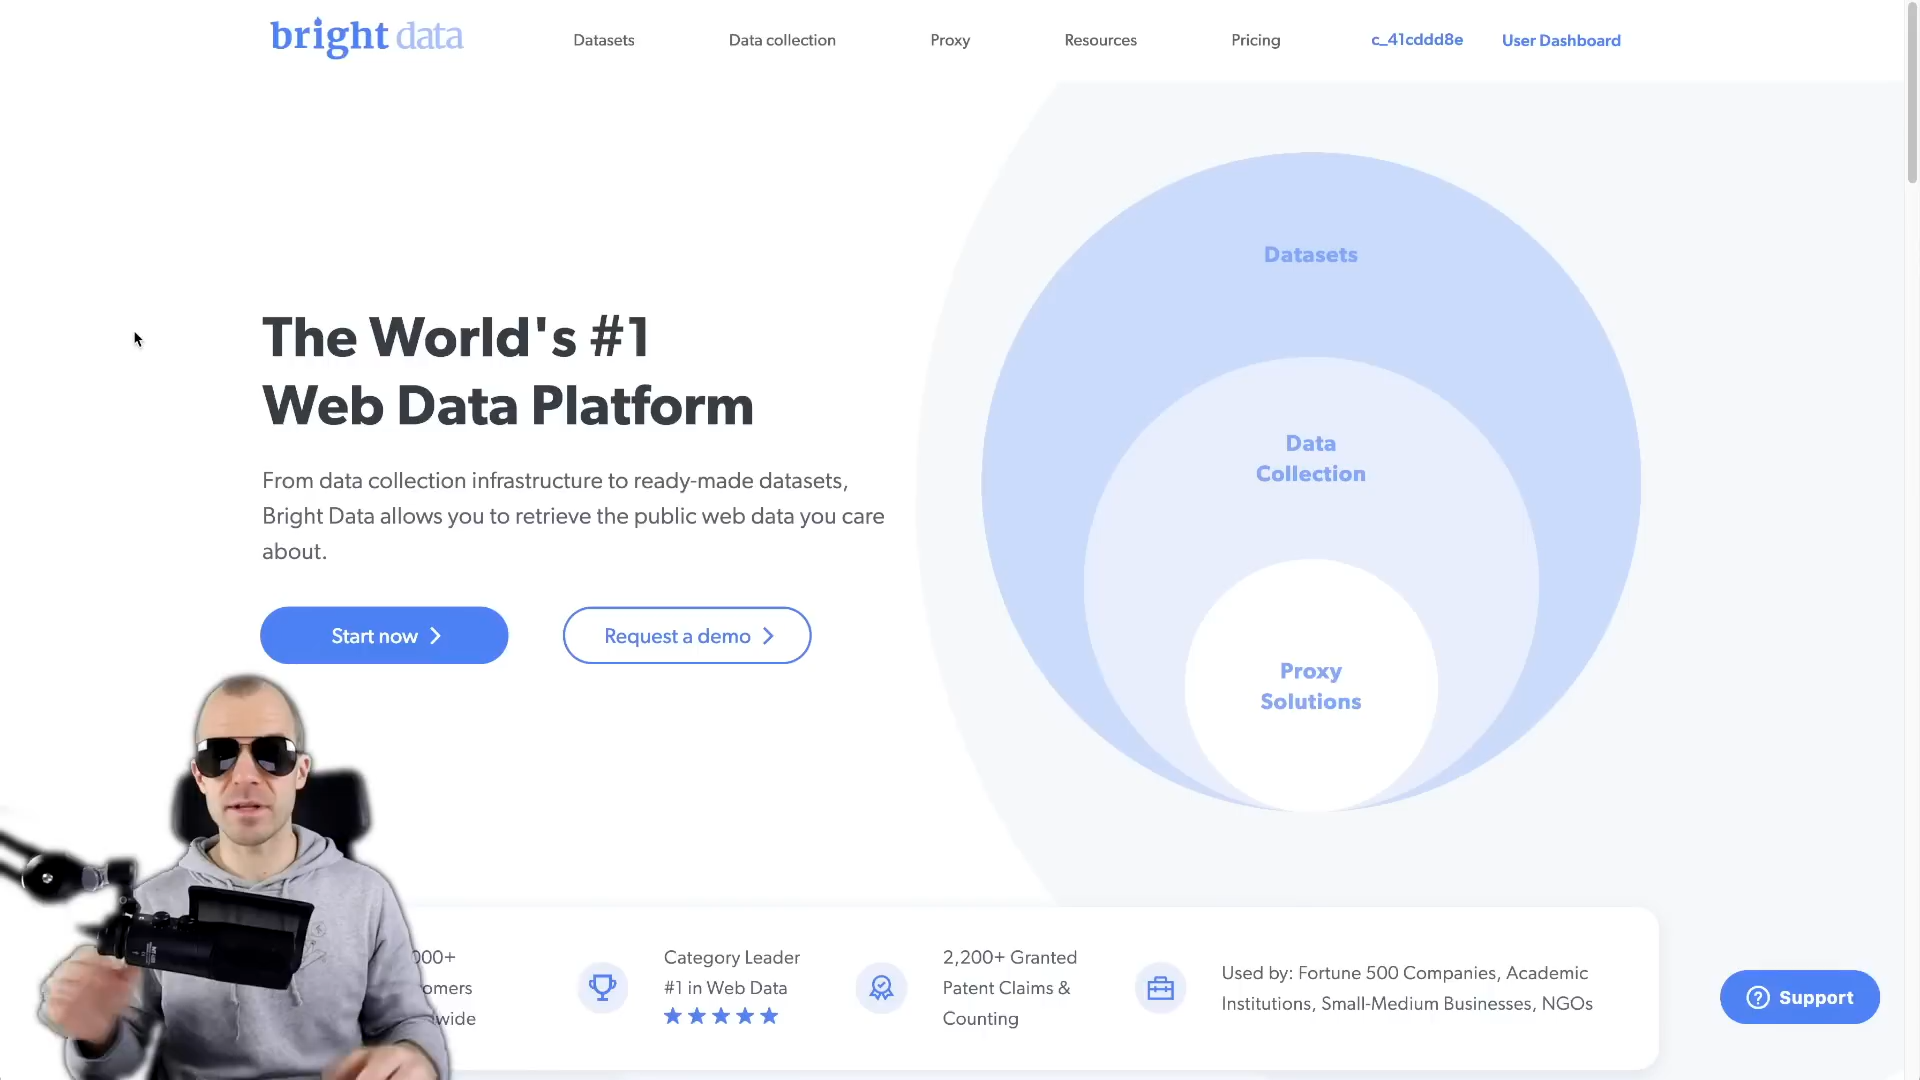 bright data
Datasets
Data collection
Proxy
Resources
Pricing
c_41cddd8e
User Dashboard
The World's #1
Web Data Platform
From data collection infrastructure to ready-made datasets,
Bright Data allows you to retrieve the public web data you care
about.
Start now
Request a demo
Datasets
Data
Collection
Proxy
Solutions
000+
omers
wide
Category Leader
#1 in Web Data
2,200+ Granted
Patent Claims &
Counting
Used by: Fortune 500 Companies, Academic
Institutions, Small-Medium Businesses, NGOs
Support